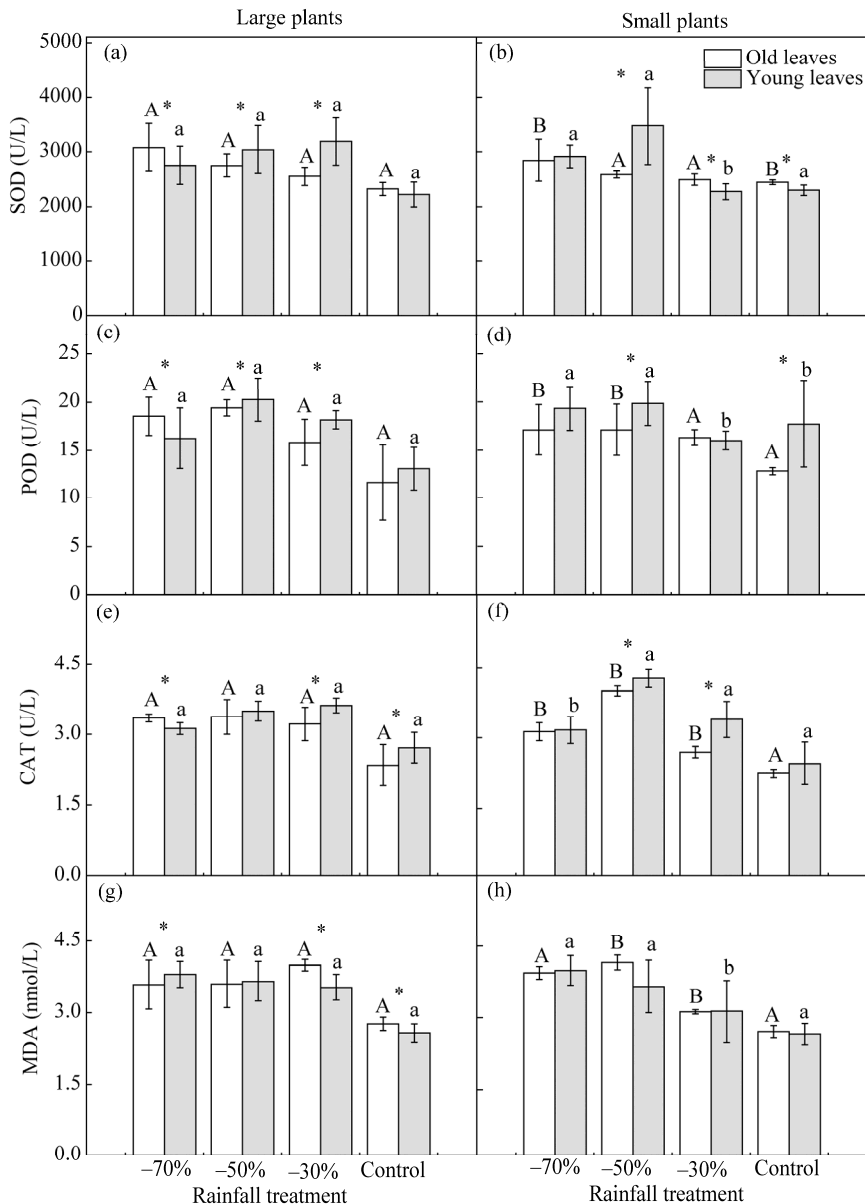 Large plants Small plants
(a) (b) Old leaves
Young leaves
SOD (U/L)
5000
4000
3000
2000
1000
0
A * a A * a A * a A a
B a A * a A * b B * a
(c) (d)
POD (U/L)
25
20
15
10
5
0
A * a A * a A * a A a
B a B * a A b A * b
(e) (f)
CAT (U/L)
4.5
3.0
1.5
0.0
A * a A a A * a A * a
B b B * a B * a A a
(g) (h)
MDA (nmol/L)
4.5
3.0
1.5
0.0
A * a A a A * a A * a
A a B a B b A a
–70% –50% –30% Control –70% –50% –30% Control
Rainfall treatment Rainfall treatment